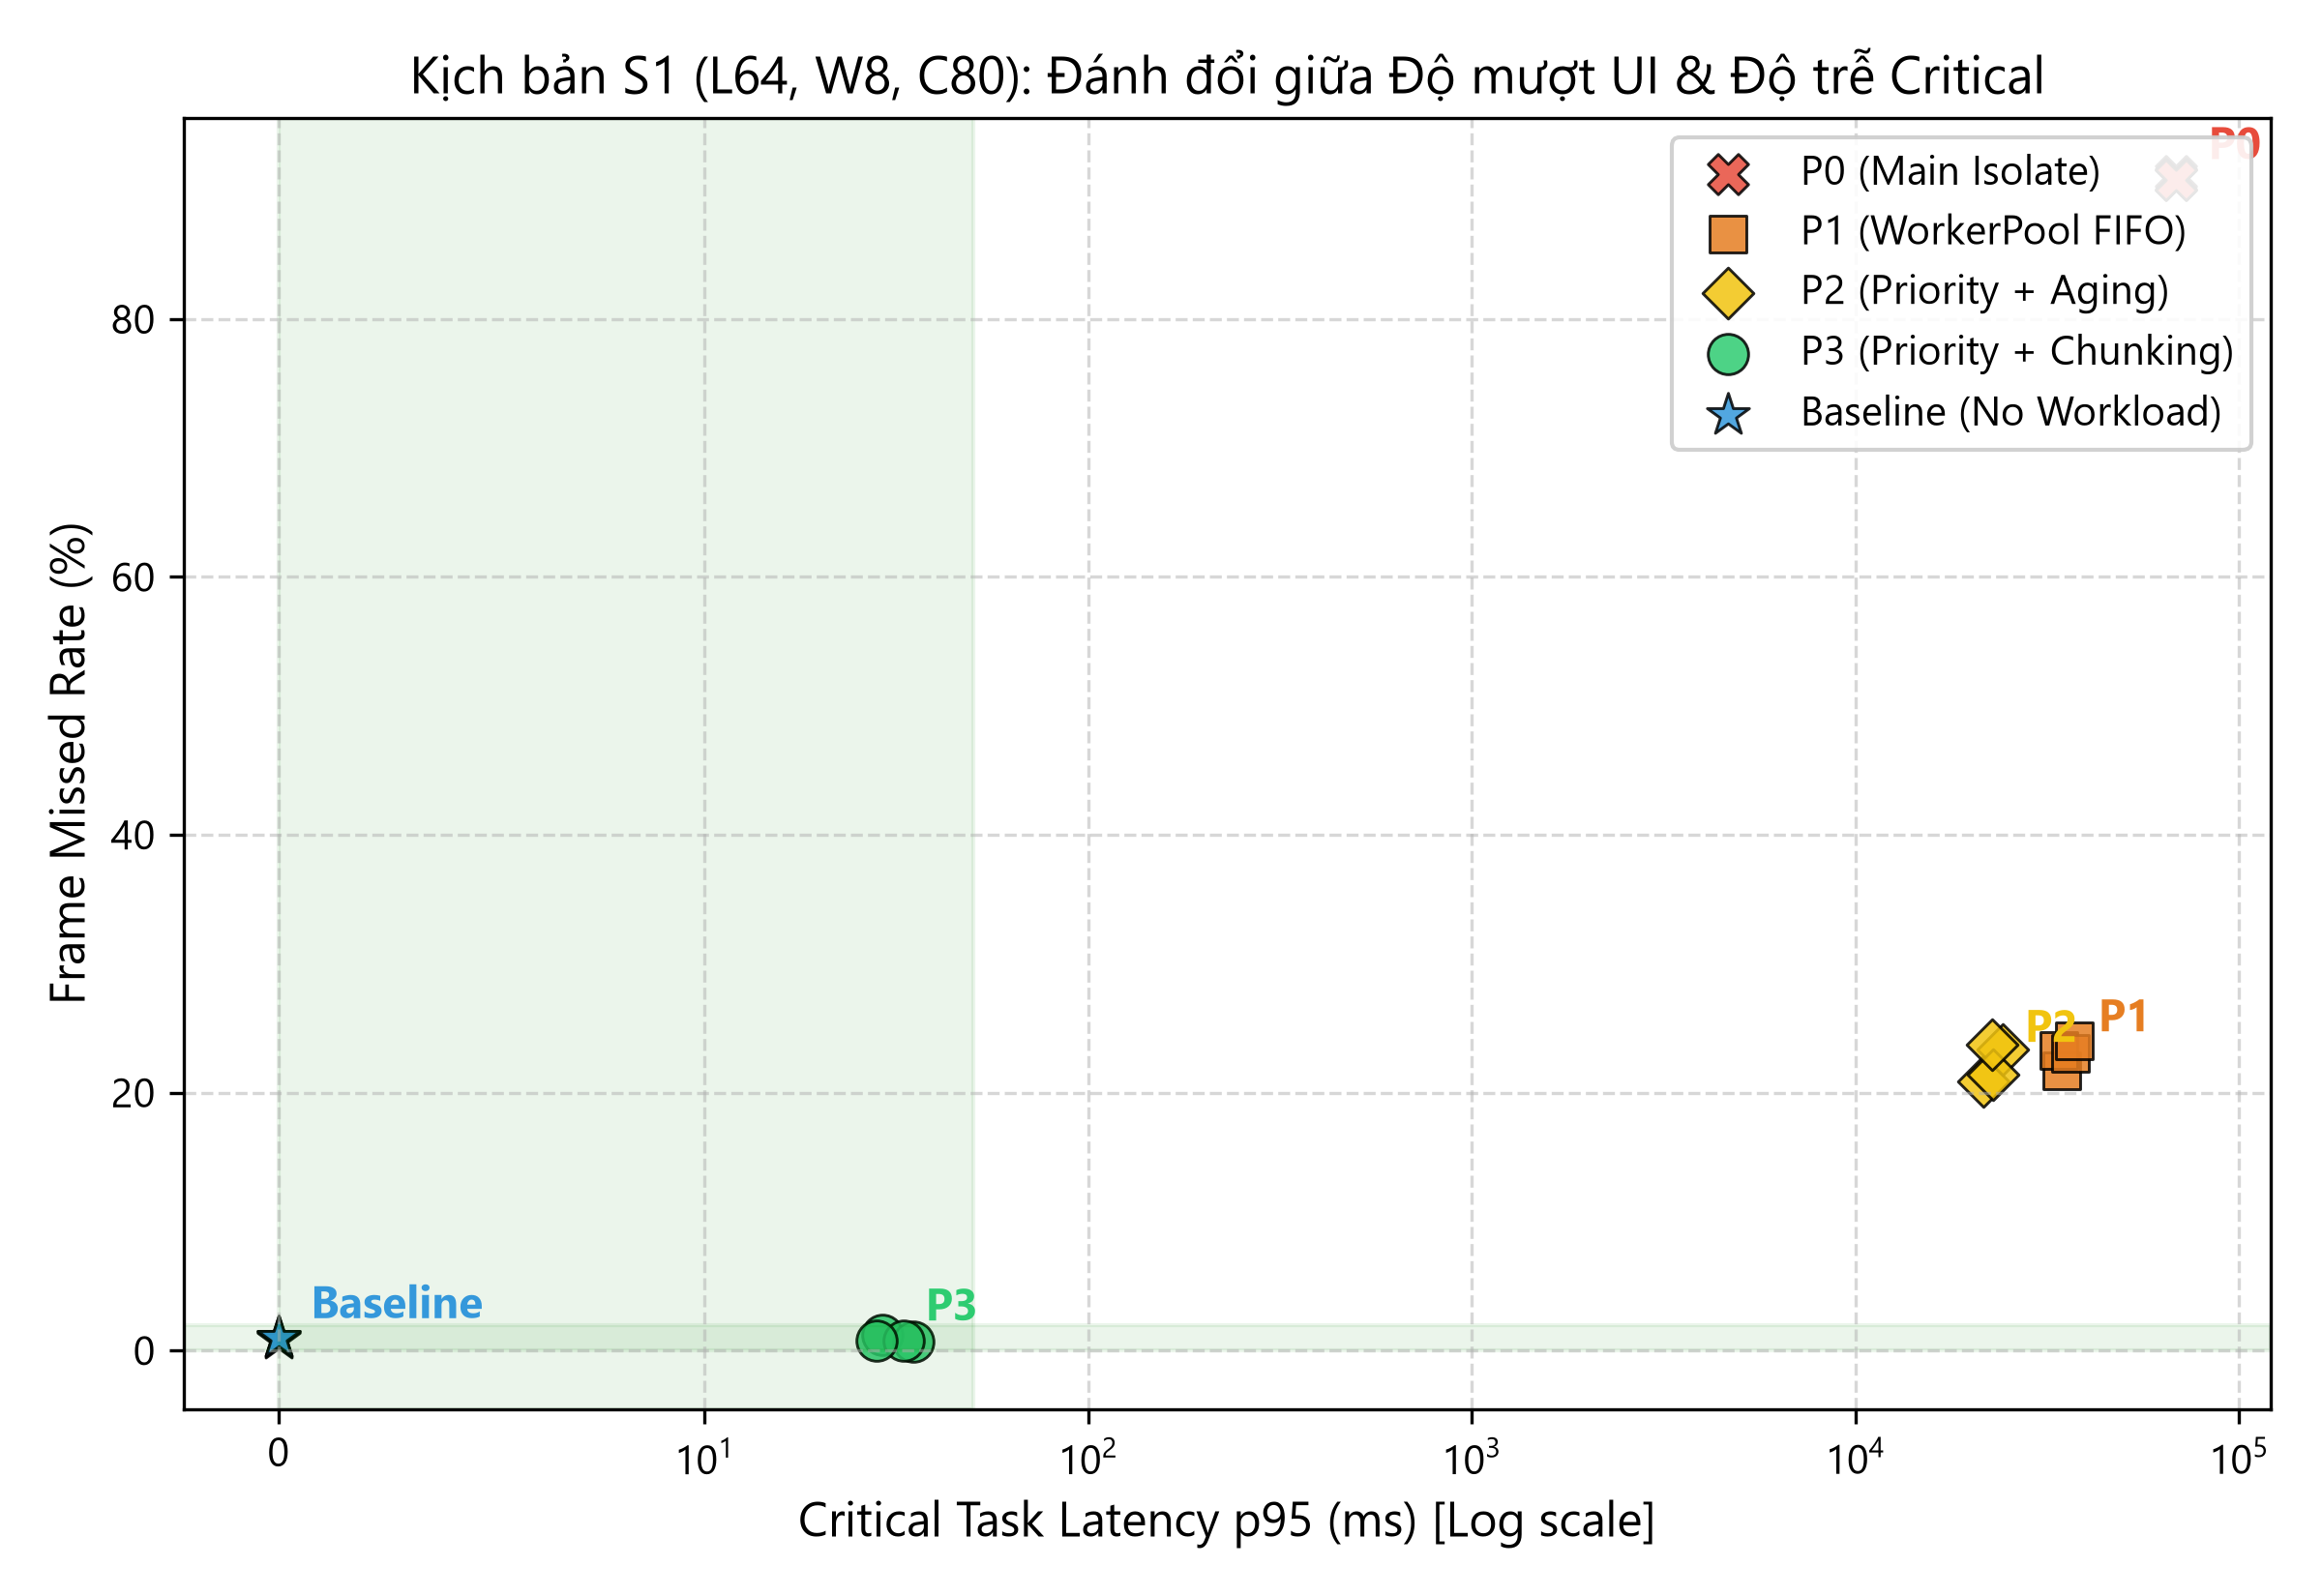 Kịch bản S1 (L64, W8, C80): Đánh đổi giữa Độ mượt UI & Độ trễ Critical
P0
P0 (Main Isolate)
P1 (WorkerPool FIFO)
P2 (Priority + Aging)
P3 (Priority + Chunking)
Baseline (No Workload)
Frame Missed Rate (%)
80
60
40
20
0
P2
P1
Baseline
P3
0
10¹
10²
10³
10⁴
10⁵
Critical Task Latency p95 (ms) [Log scale]